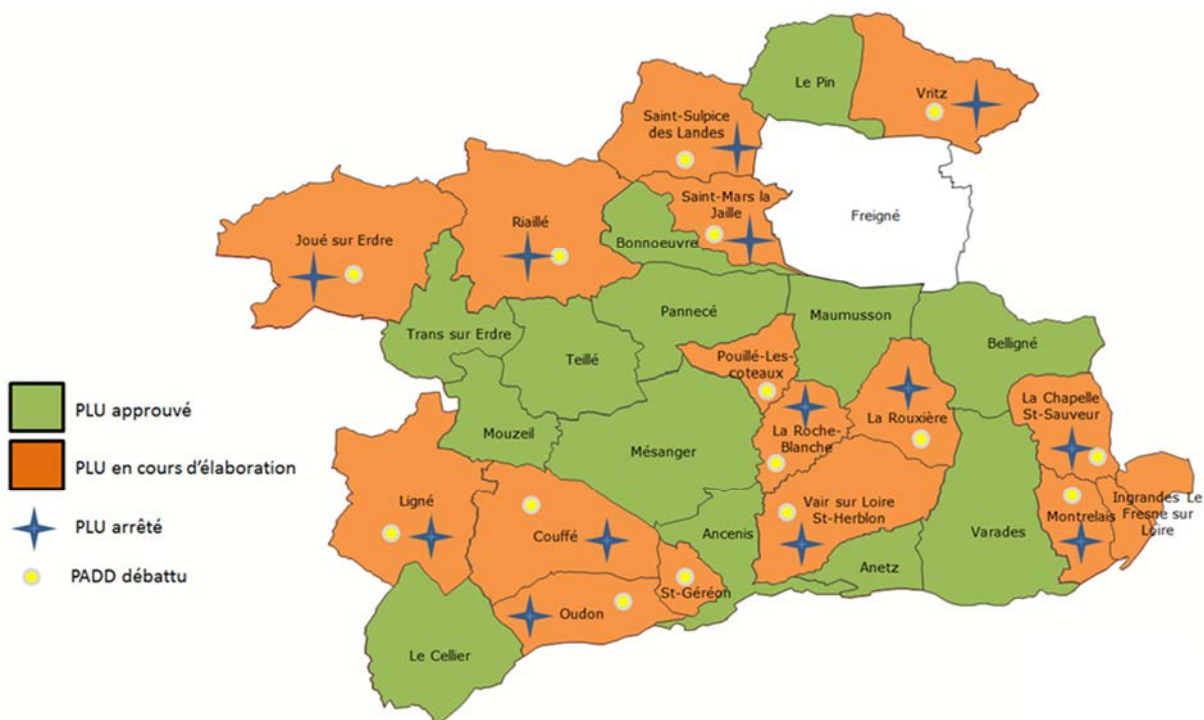 Le Pin
Vritz
Saint-Sulpice
des Landes
Saint-Mars la
Jaille
Freigné
Riaillé
Joué sur Erdre
Bonnoeuvre
Pannecé
Maumusson
Trans sur Erdre
Belligné
Teillé
Pouillé-Les-
coteaux
La Chapelle
St-Sauveur
La Rouxière
La Roche-
Blanche
Mouzeil
Mésanger
Ligné
Vair sur Loire
St-Herblon
Ingrandes Le
Fresne sur
Loire
Montrelais
Couffé
Ancenis
Varades
Anetz
St-Géréon
Oudon
Le Cellier
PLU approuvé
PLU en cours d'élaboration
PLU arrêté
PADD débattu